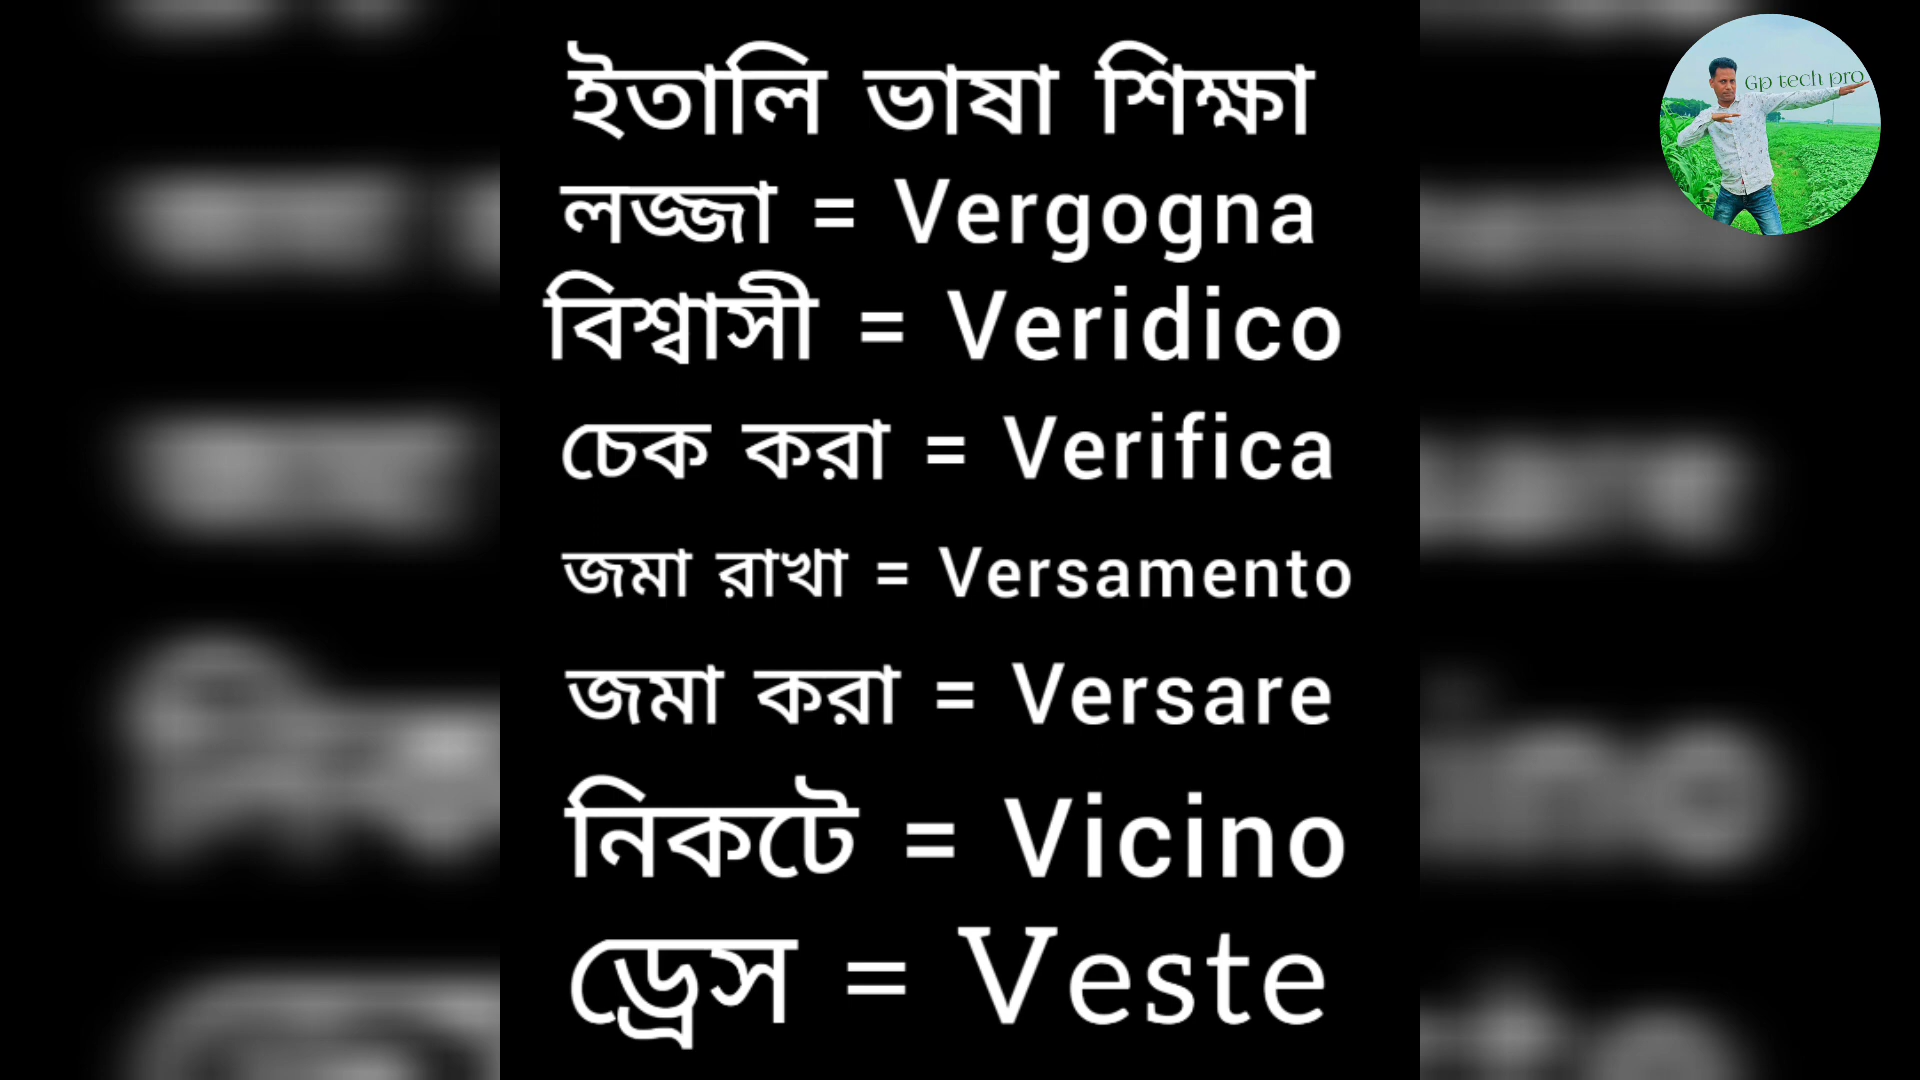 ইতালি ভাষা শিক্ষা
লজ্জা = Vergogna
বিশ্বাসী = Veridico
চেক করা = Verifica
জমা রাখা = Versamento
জমা করা = Versare
নিকটে = Vicino
ড্রেস = Veste
Gp tech pro